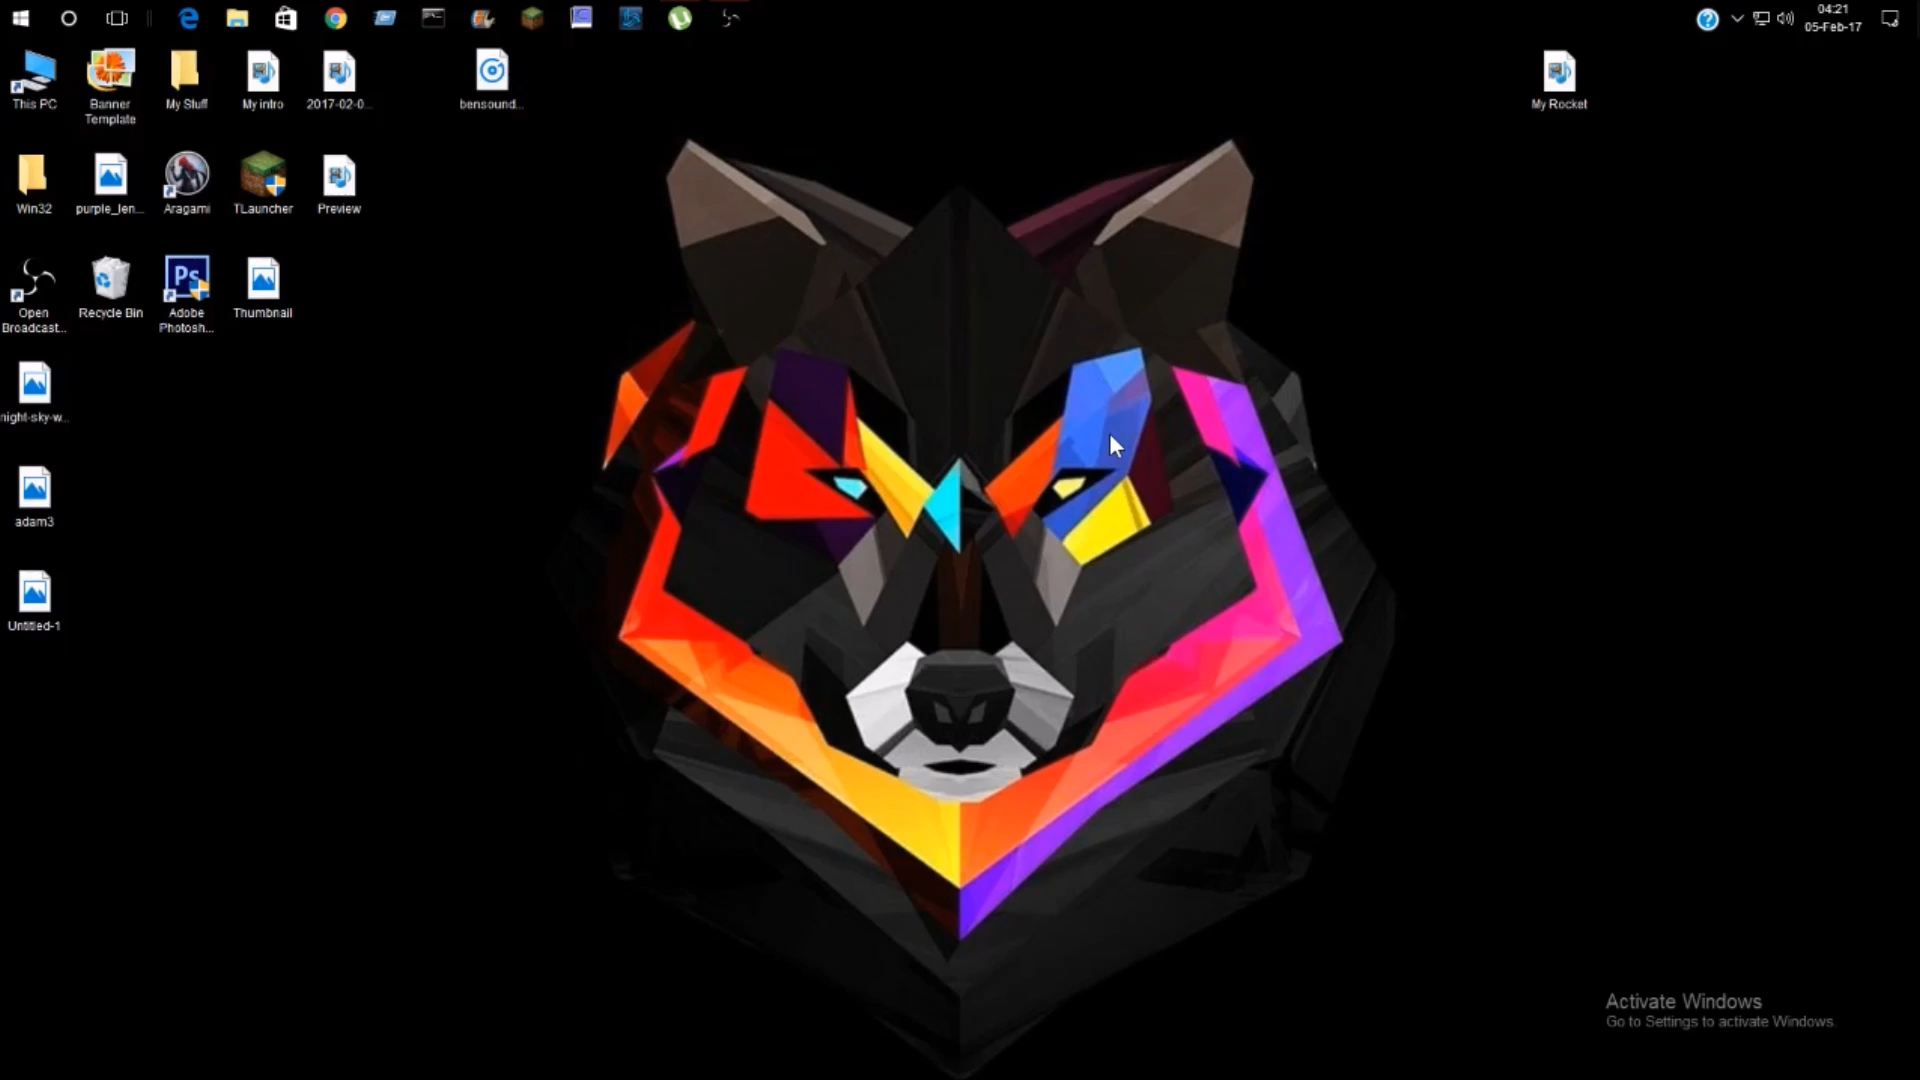 04:21
05-Feb-17
This PC
Banner
Template
My Stuff
My intro
2017-02-0...
bensound...
My Rocket
Win32
purple_len...
Aragami
TLauncher
Preview
Ps
Open
Broadcast...
Recycle Bin
Adobe
Photosh...
Thumbnail
night-sky-w...
adam3
Untitled-1
Activate Windows
Go to Settings to activate Windows.